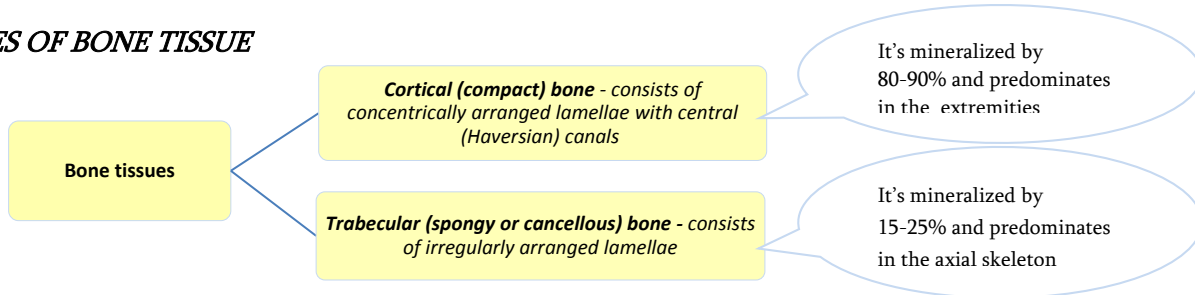 ES OF BONE TISSUE
It’s mineralized by
80-90% and predominates
in the extremities
Cortical (compact) bone - consists of
concentrically arranged lamellae with central
(Haversian) canals
Bone tissues
Trabecular (spongy or cancellous) bone - consists
of irregularly arranged lamellae
It’s mineralized by
15-25% and predominates
in the axial skeleton